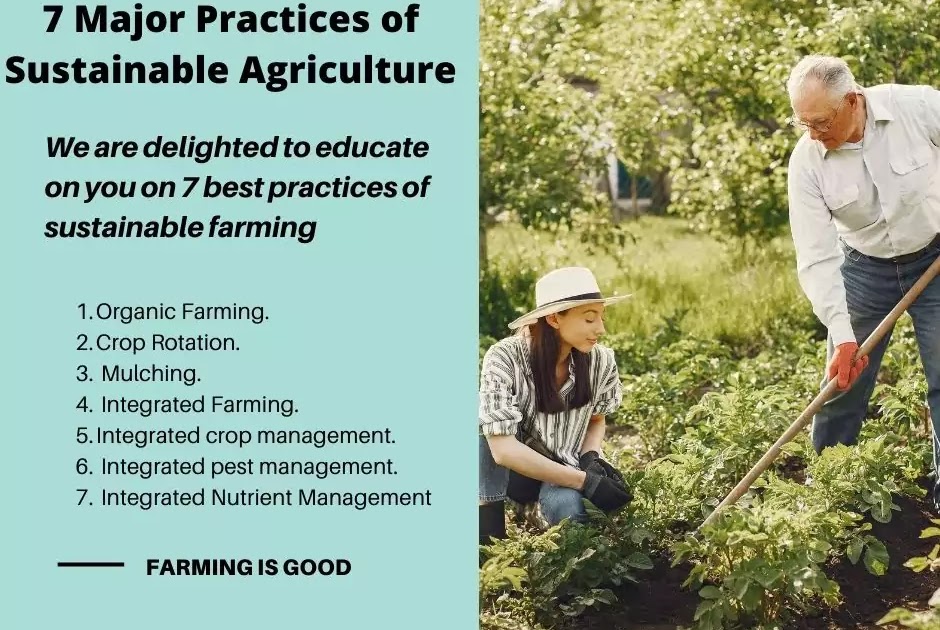 7 Major Practices of
Sustainable Agriculture
We are delighted to educate
on you on 7 best practices of
sustainable farming
1. Organic Farming.
2. Crop Rotation.
3. Mulching.
4. Integrated Farming.
5. Integrated crop management.
6. Integrated pest management.
7. Integrated Nutrient Management
FARMING IS GOOD